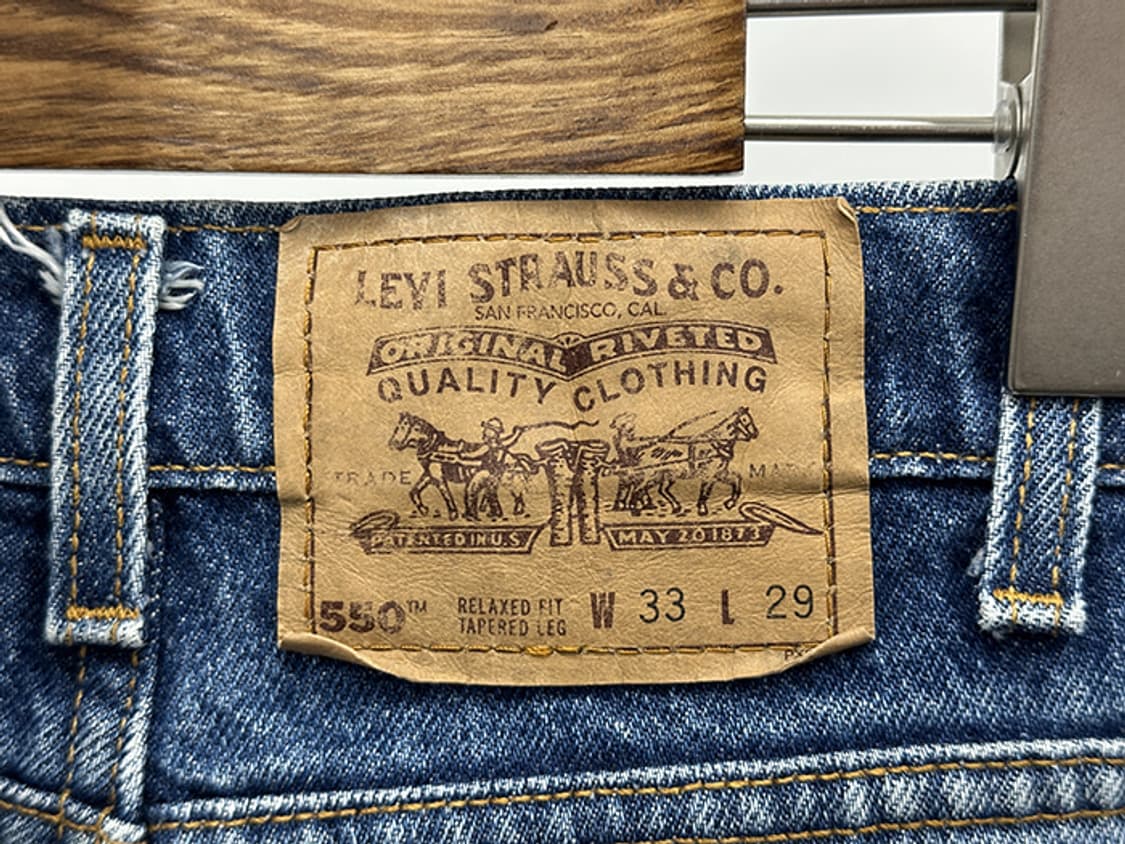 LEVI STRAUSS & CO.
SAN FRANCISCO, CAL.
ORIGINAL RIVETED
QUALITY CLOTHING
TRADE MARK
PATENTED IN U.S. MAY 20 1873
550™ RELAXED FIT W 33 L 29
TAPERED LEG